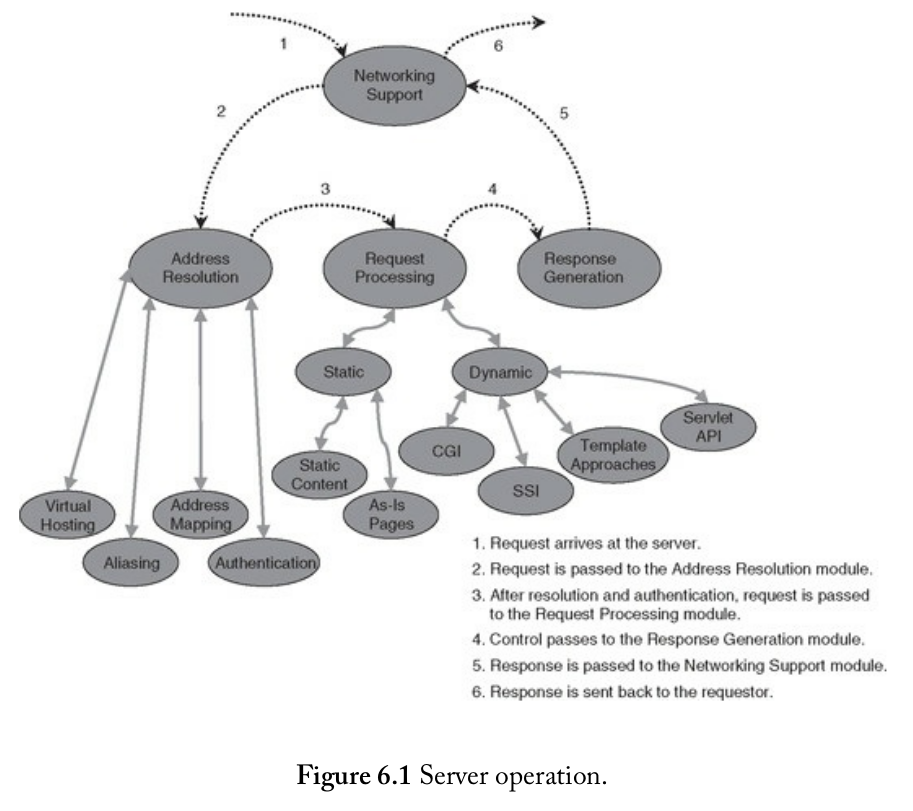 1
6
Networking
Support
2
5
3
4
Address
Resolution
Request
Processing
Response
Generation
Static
Dynamic
Servlet
API
CGI
Template
Approaches
Static
Content
SSI
Virtual
Hosting
Address
Mapping
As-Is
Pages
Aliasing
Authentication
1. Request arrives at the server.
2. Request is passed to the Address Resolution module.
3. After resolution and authentication, request is passed
to the Request Processing module.
4. Control passes to the Response Generation module.
5. Response is passed to the Networking Support module.
6. Response is sent back to the requestor.
Figure 6.1 Server operation.